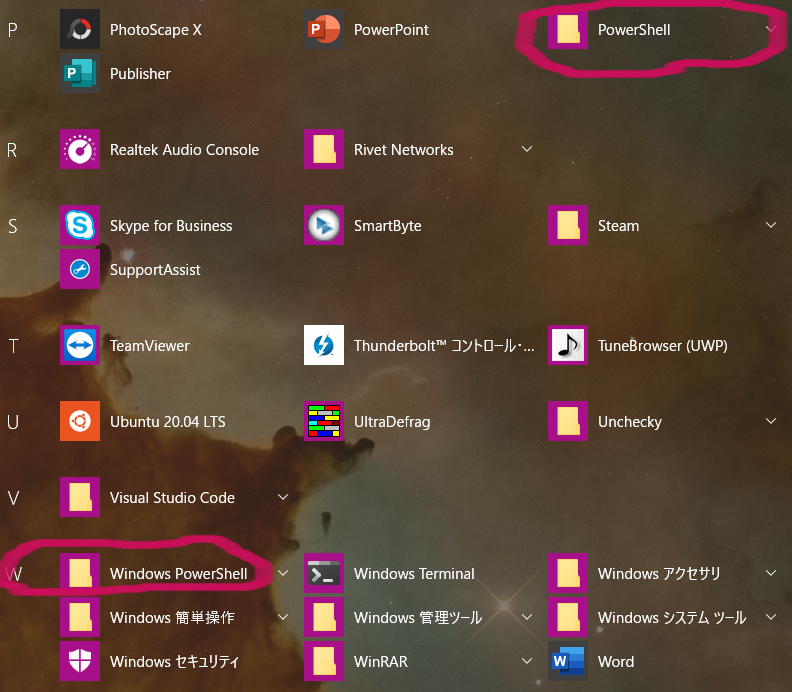 P
PhotoScape X
PowerPoint
PowerShell
Publisher
R
Realtek Audio Console
Rivet Networks
S
Skype for Business
SmartByte
Steam
SupportAssist
T
TeamViewer
Thunderbolt™ コントロール・...
TuneBrowser (UWP)
U
Ubuntu 20.04 LTS
UltraDefrag
Unchecky
V
Visual Studio Code
W
Windows PowerShell
Windows Terminal
Windows アクセサリ
Windows 簡単操作
Windows 管理ツール
Windows システム ツール
Windows セキュリティ
WinRAR
Word